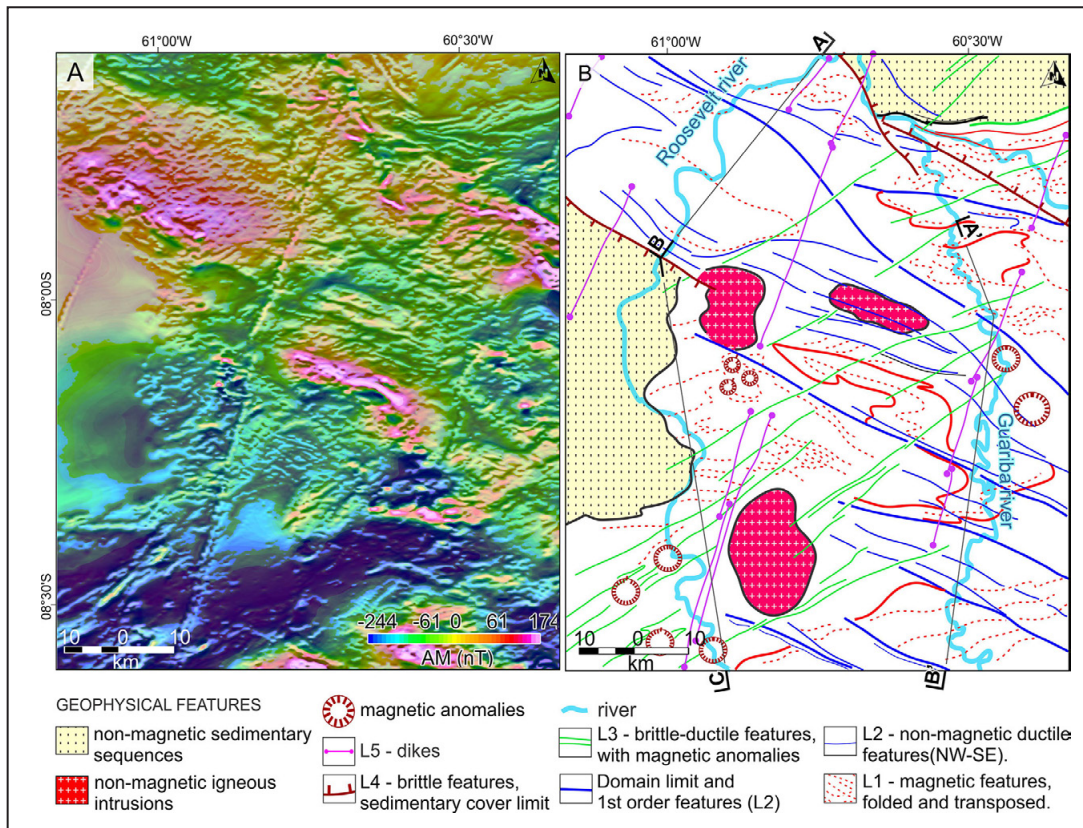 61°00'W
60°30'W
61°00'W
60°30'W
A
B
A
Roosevelt river
B
A'
08°00'S
Guariba river
08°30'S
-244 -61 0 61 174
AM (nT)
10 0 10
km
10 0 10
km
C
B'
GEOPHYSICAL FEATURES
non-magnetic sedimentary
sequences
non-magnetic igneous
intrusions
magnetic anomalies
L5 - dikes
L4 - brittle features,
sedimentary cover limit
river
L3 - brittle-ductile features,
with magnetic anomalies
Domain limit and
1st order features (L2)
L2 - non-magnetic ductile
features(NW-SE).
L1 - magnetic features,
folded and transposed.